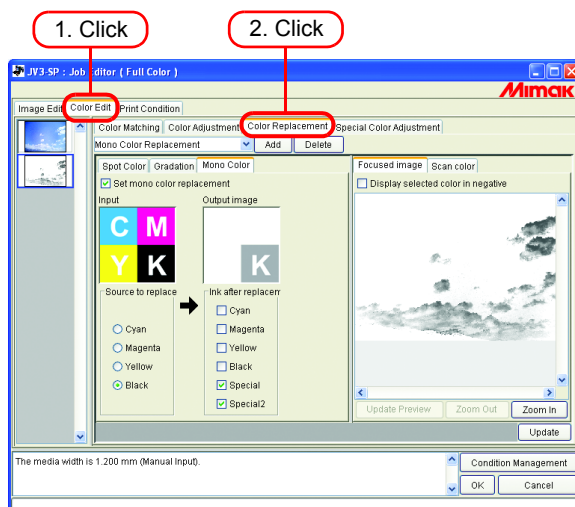 1. Click
2. Click
JV3-SP : Job Editor ( Full Color )
Mimak
Image Edit Color Edit Print Condition
Color Matching Color Adjustment Color Replacement Special Color Adjustment
Mono Color Replacement Add Delete
Spot Color Gradation Mono Color
Focused image Scan color
Set mono color replacement
Display selected color in negative
Input Output image
C M
Y K
K
Source to replace
Ink after replacem
Cyan
Magenta
Yellow
Black
Cyan
Magenta
Yellow
Black
Special
Special2
Update Preview Zoom Out Zoom In
Update
The media width is 1.200 mm (Manual Input).
Condition Management
OK Cancel